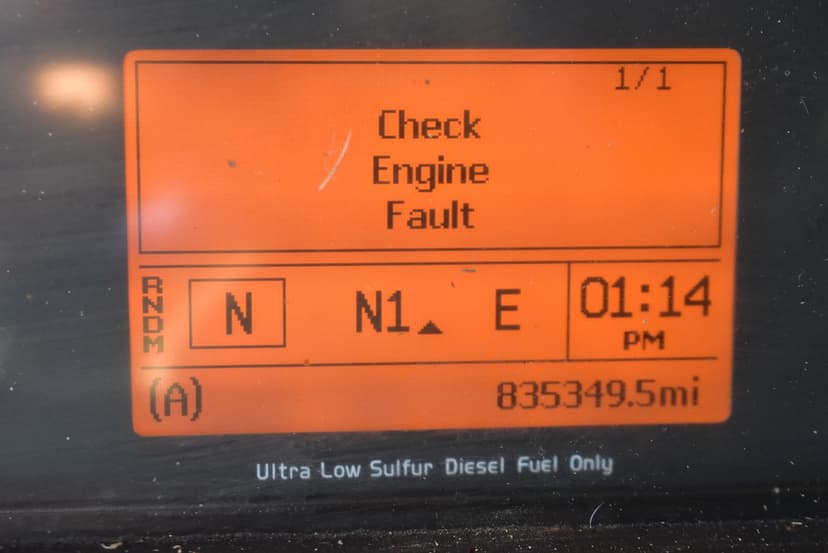 1/1
Check
Engine
Fault
R
N
D
M
N N1▲ E 01:14
PM
(A) 835349.5mi
Ultra Low Sulfur Diesel Fuel Only